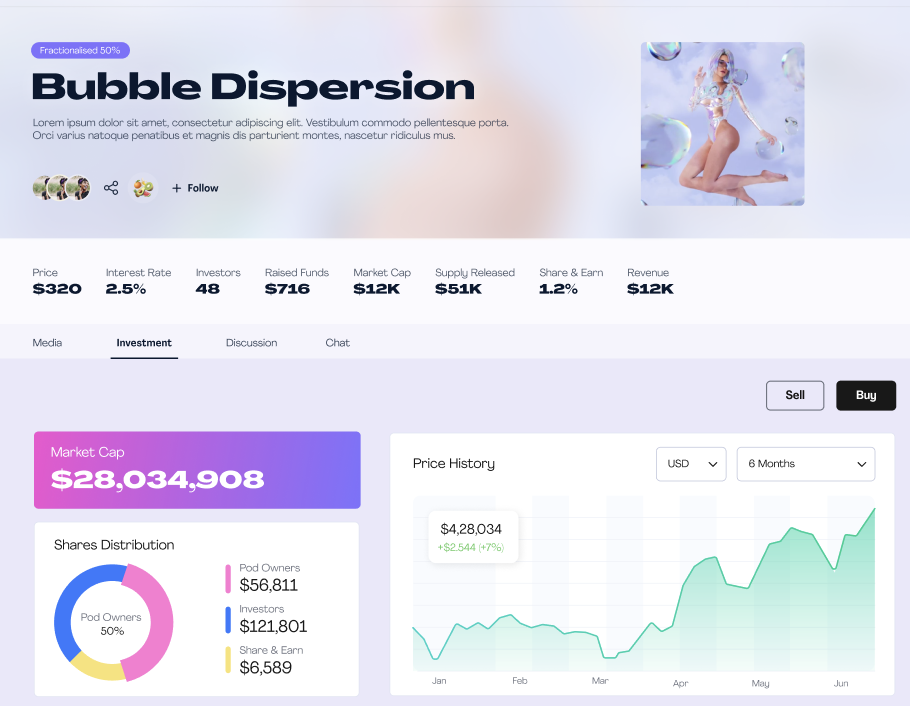 Fractionalised 50%
Bubble Dispersion
Lorem ipsum dolor sit amet, consectetur adipiscing elit. Vestibulum commodo pellentesque porta.
Orci varius natoque penatibus et magnis dis parturient montes, nascetur ridiculus mus.
+ Follow
Price Interest Rate Investors Raised Funds Market Cap Supply Released Share & Earn Revenue
$320 2.5% 48 $716 $12K $51K 1.2% $12K
Media Investment Discussion Chat
Sell Buy
Market Cap
$28,034,908
Shares Distribution
Pod Owners
50%
Pod Owners
$56,811
Investors
$121,801
Share & Earn
$6,589
Price History USD 6 Months
$4,28,034
+$2.544 (+7%)
Jan Feb Mar Apr May Jun